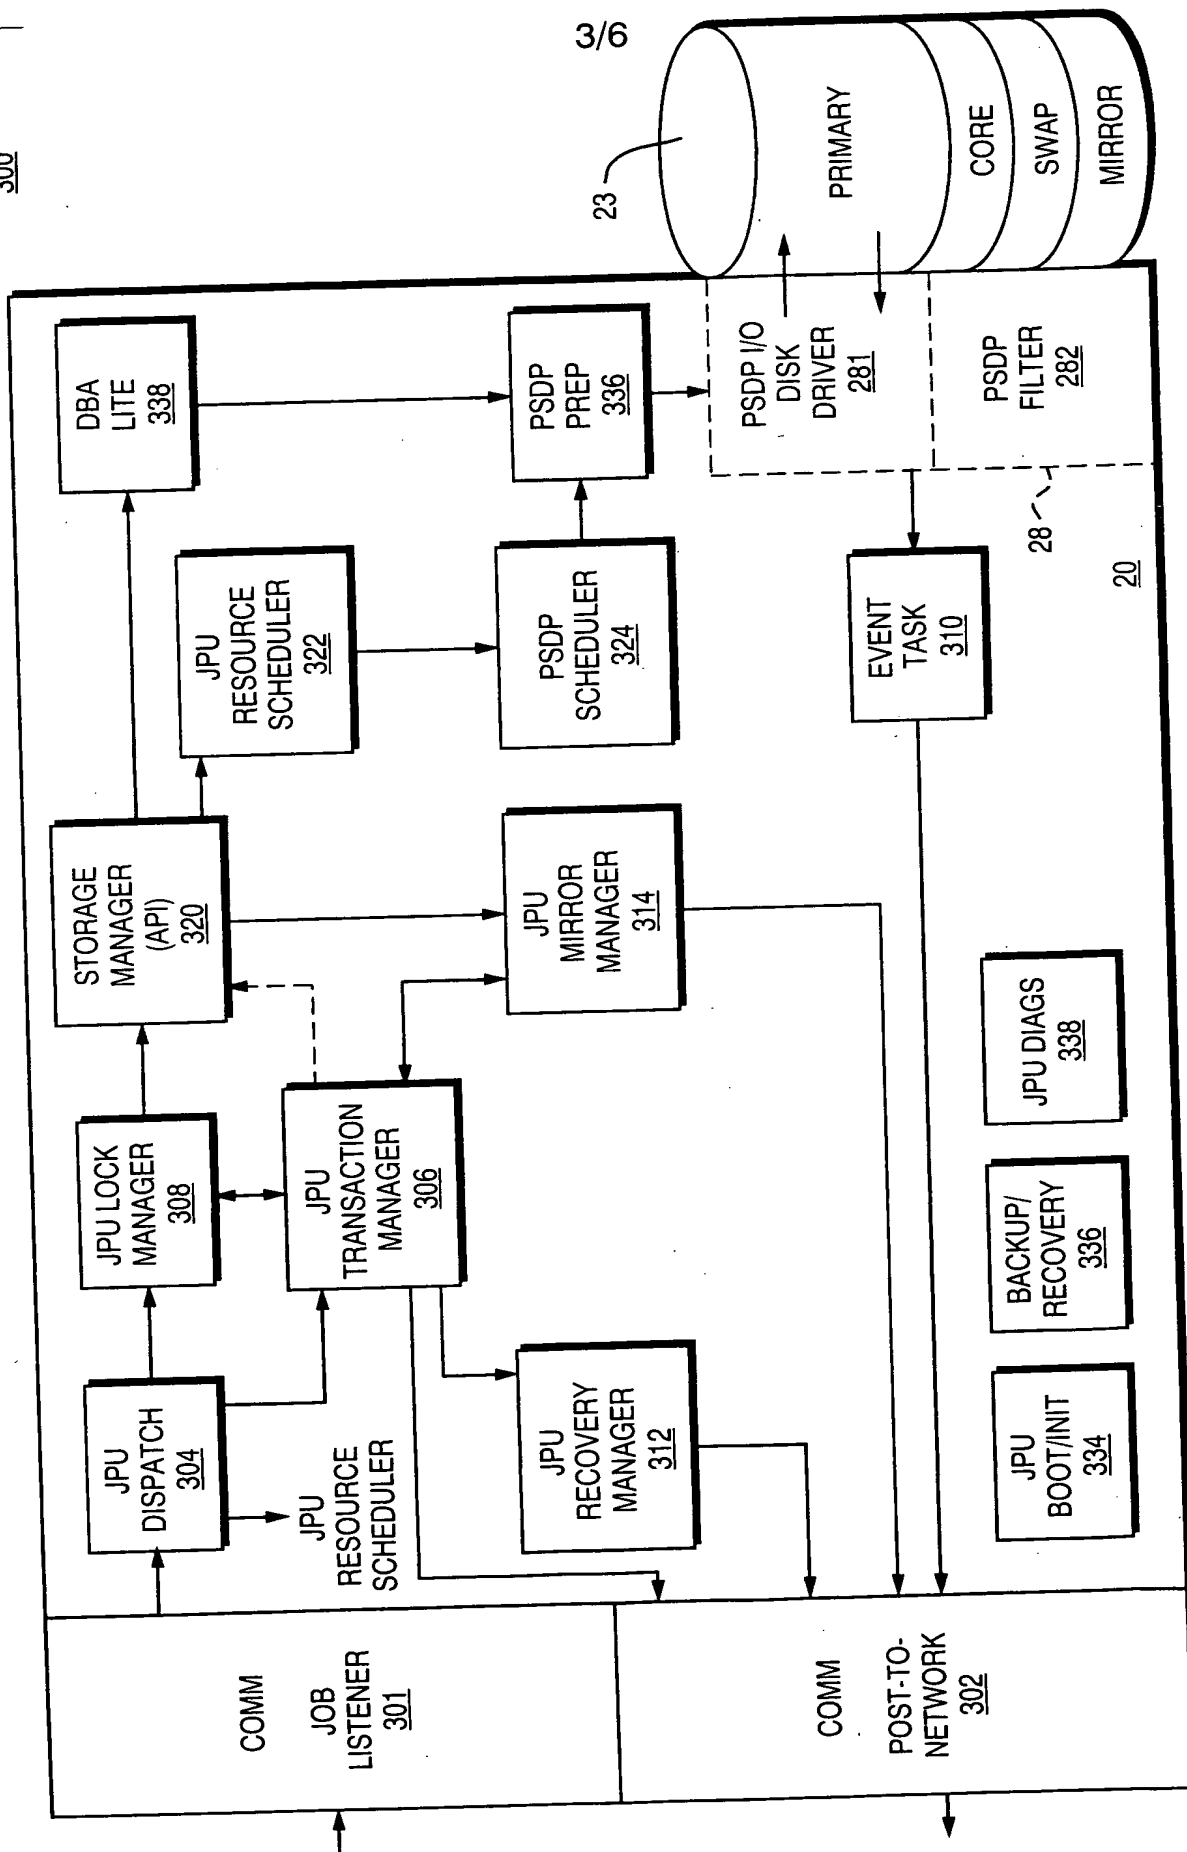 3/6
300
COMM
JOB
LISTENER
301
COMM
POST-TO-
NETWORK
302
JPU
DISPATCH
304
JPU
RESOURCE
SCHEDULER
JPU LOCK
MANAGER
308
JPU
TRANSACTION
MANAGER
306
JPU
RECOVERY
MANAGER
312
JPU
BOOT/INIT
334
BACKUP/
RECOVERY
336
JPU DIAGS
338
STORAGE
MANAGER
(API)
320
JPU
MIRROR
MANAGER
314
JPU
RESOURCE
SCHEDULER
322
PSDP
SCHEDULER
324
EVENT
TASK
310
DBA
LITE
338
PSDP
PREP
336
PSDP I/O
DISK
DRIVER
281
PSDP
FILTER
282
28
20
23
PRIMARY
CORE
SWAP
MIRROR